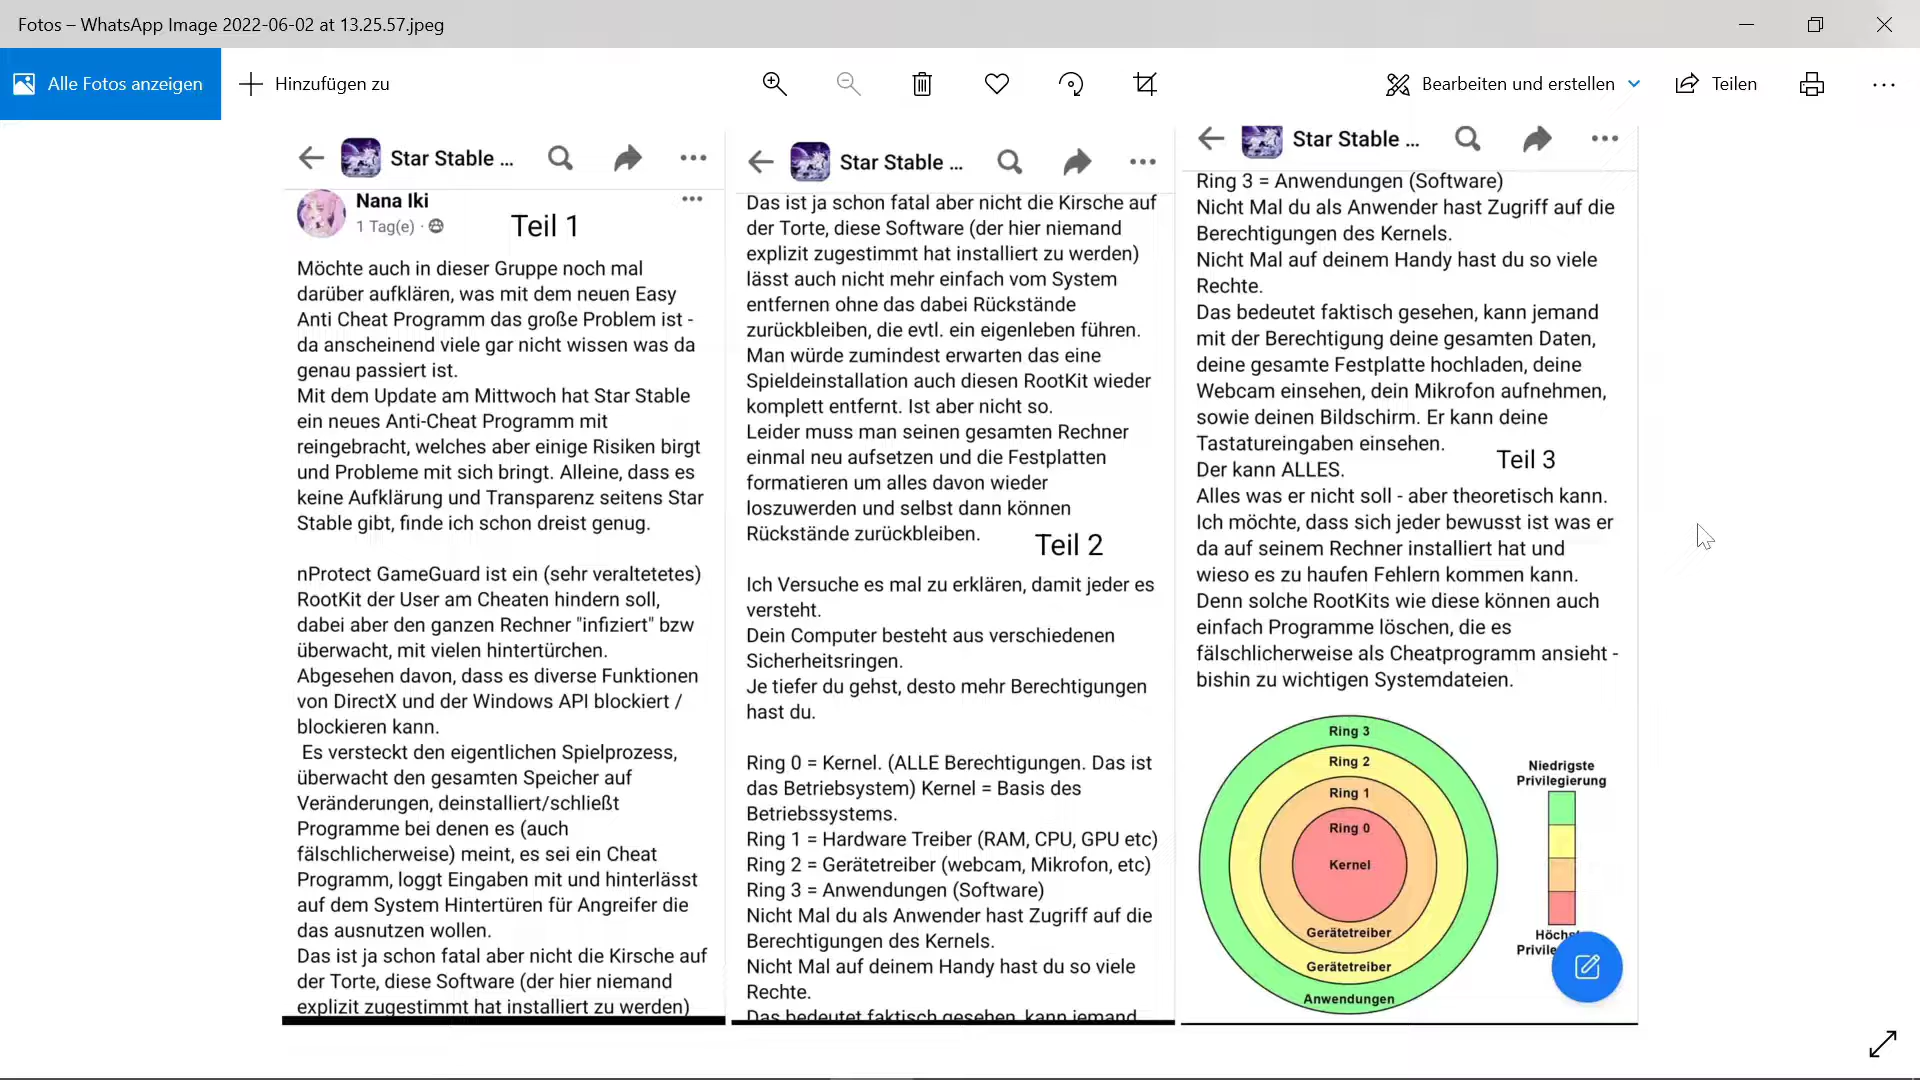 Fotos – WhatsApp Image 2022-06-02 at 13.25.57.jpeg
Alle Fotos anzeigen
Hinzufügen zu
Bearbeiten und erstellen
Teilen
Star Stable ...
Nana Iki
1 Tag(e) ·
Teil 1
Möchte auch in dieser Gruppe noch mal
darüber aufklären, was mit dem neuen Easy
Anti Cheat Programm das große Problem ist -
da anscheinend viele gar nicht wissen was da
genau passiert ist.
Mit dem Update am Mittwoch hat Star Stable
ein neues Anti-Cheat Programm mit
reingebracht, welches aber einige Risiken birgt
und Probleme mit sich bringt. Alleine, dass es
keine Aufklärung und Transparenz seitens Star
Stable gibt, finde ich schon dreist genug.
nProtect GameGuard ist ein (sehr veraltetetes)
RootKit der User am Cheaten hindern soll,
dabei aber den ganzen Rechner "infiziert" bzw
überwacht, mit vielen hintertürchen.
Abgesehen davon, dass es diverse Funktionen
von DirectX und der Windows API blockiert /
blockieren kann.
Es versteckt den eigentlichen Spielprozess,
überwacht den gesamten Speicher auf
Veränderungen, deinstalliert/schließt
Programme bei denen es (auch
fälschlicherweise) meint, es sei ein Cheat
Programm, loggt Eingaben mit und hinterlässt
auf dem System Hintertüren für Angreifer die
das ausnutzen wollen.
Das ist ja schon fatal aber nicht die Kirsche auf
der Torte, diese Software (der hier niemand
explizit zugestimmt hat installiert zu werden)
Star Stable ...
Das ist ja schon fatal aber nicht die Kirsche auf
der Torte, diese Software (der hier niemand
explizit zugestimmt hat installiert zu werden)
lässt auch nicht mehr einfach vom System
entfernen ohne das dabei Rückstände
zurückbleiben, die evtl. ein eigenleben führen.
Man würde zumindest erwarten das eine
Spieldeinstallation auch diesen RootKit wieder
komplett entfernt. Ist aber nicht so.
Leider muss man seinen gesamten Rechner
einmal neu aufsetzen und die Festplatten
formatieren um alles davon wieder
loszuwerden und selbst dann können
Rückstände zurückbleiben.
Teil 2
Ich Versuche es mal zu erklären, damit jeder es
versteht.
Dein Computer besteht aus verschiedenen
Sicherheitsringen.
Je tiefer du gehst, desto mehr Berechtigungen
hast du.
Ring 0 = Kernel. (ALLE Berechtigungen. Das ist
das Betriebsystem) Kernel = Basis des
Betriebssystems.
Ring 1 = Hardware Treiber (RAM, CPU, GPU etc)
Ring 2 = Gerätetreiber (webcam, Mikrofon, etc)
Ring 3 = Anwendungen (Software)
Nicht Mal du als Anwender hast Zugriff auf die
Berechtigungen des Kernels.
Nicht Mal auf deinem Handy hast du so viele
Rechte.
Das bedeutet faktisch gesehen, kann jemand
Star Stable ...
Ring 3 = Anwendungen (Software)
Nicht Mal du als Anwender hast Zugriff auf die
Berechtigungen des Kernels.
Nicht Mal auf deinem Handy hast du so viele
Rechte.
Das bedeutet faktisch gesehen, kann jemand
mit der Berechtigung deine gesamten Daten,
deine gesamte Festplatte hochladen, deine
Webcam einsehen, dein Mikrofon aufnehmen,
sowie deinen Bildschirm. Er kann deine
Tastatureingaben einsehen.
Teil 3
Der kann ALLES.
Alles was er nicht soll - aber theoretisch kann.
Ich möchte, dass sich jeder bewusst ist was er
da auf seinem Rechner installiert hat und
wieso es zu haufen Fehlern kommen kann.
Denn solche RootKits wie diese können auch
einfach Programme löschen, die es
fälschlicherweise als Cheatprogramm ansieht -
bishin zu wichtigen Systemdateien.
Ring 3
Ring 2
Ring 1
Ring 0
Kernel
Gerätetreiber
Gerätetreiber
Anwendungen
Niedrigste
Privilegierung